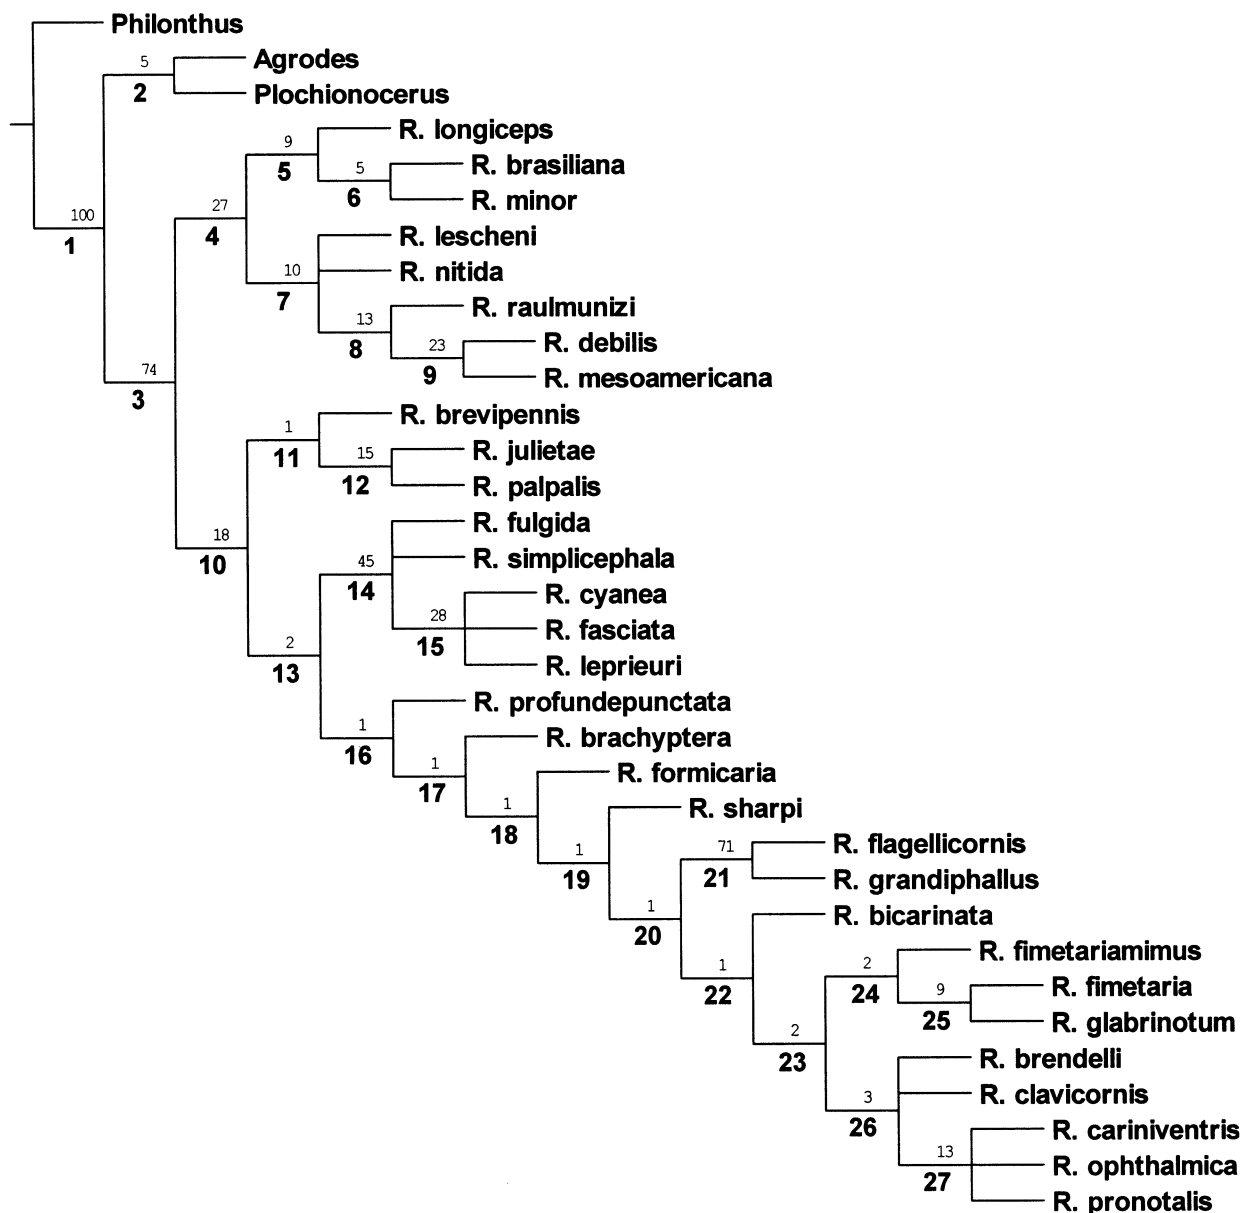 Philonthus
5
Agrodes
2
Plochionocerus
R. longiceps
9
5
R. brasiliana
5
6
R. minor
27
4
100
1
R. lescheni
10
R. nitida
7
R. raulmunizi
13
8
R. debilis
23
9
R. mesoamericana
74
3
R. brevipennis
1
11
R. julietae
15
12
R. palpalis
18
10
R. fulgida
45
R. simplicephala
14
R. cyanea
28
R. fasciata
15
R. leprieuri
2
13
R. profundepunctata
1
16
R. brachyptera
1
17
R. formicaria
1
18
R. sharpi
1
19
R. flagellicornis
71
21
R. grandiphallus
1
20
R. bicarinata
1
22
R. fimetariamimus
2
24
R. fimetaria
9
25
R. glabrinotum
2
23
R. brendelli
3
R. clavicornis
26
R. cariniventris
13
R. ophthalmica
27
R. pronotalis